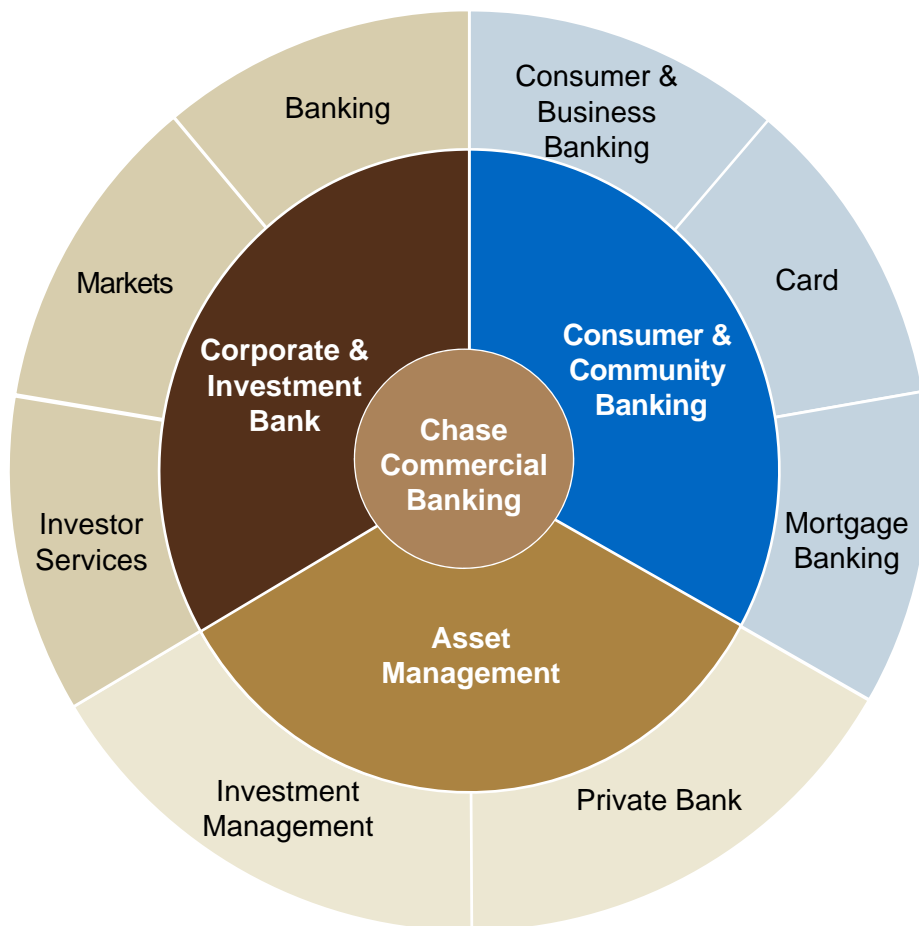 Banking
Consumer &
Business
Banking
Markets
Card
Corporate &
Investment
Bank
Consumer &
Community
Banking
Chase
Commercial
Banking
Investor
Services
Mortgage
Banking
Asset
Management
Investment
Management
Private Bank